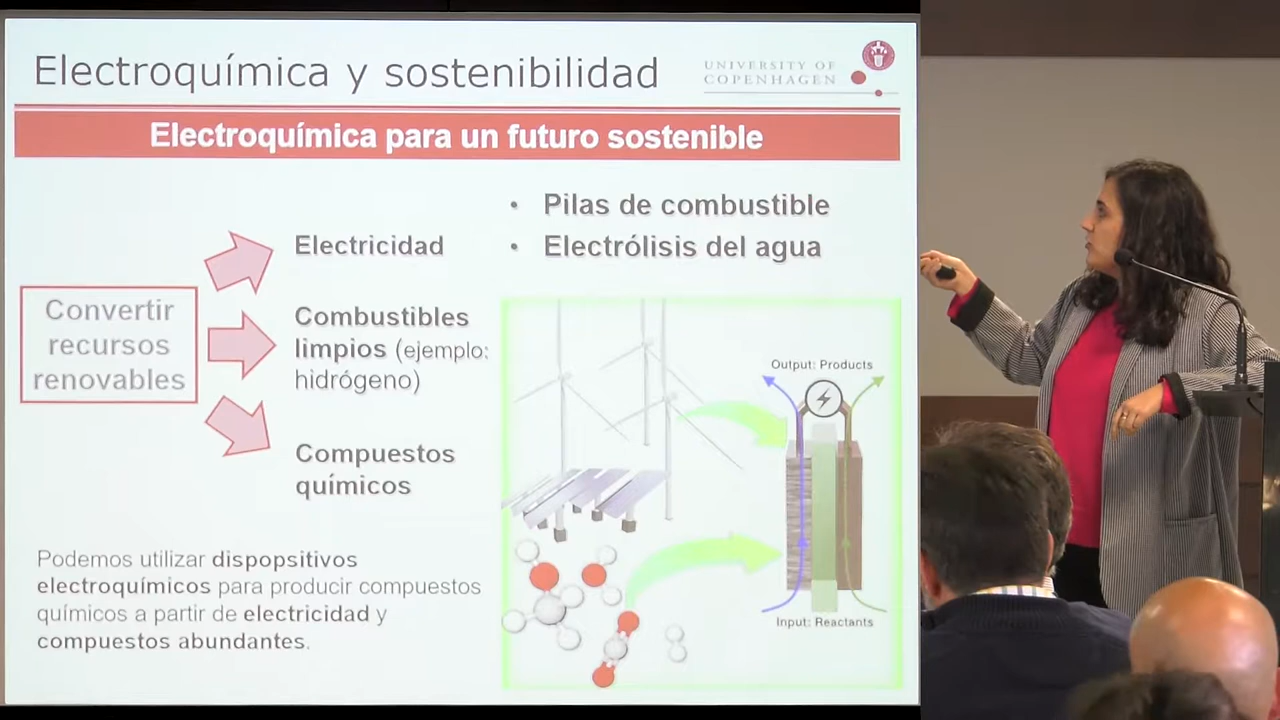 Electroquímica y sostenibilidad
UNIVERSITY OF
COPENHAGEN
Electroquímica para un futuro sostenible
• Pilas de combustible
• Electrólisis del agua
Electricidad
Convertir
recursos
renovables
Combustibles
limpios (ejemplo:
hidrógeno)
Compuestos
químicos
Output: Products
Input: Reactants
Podemos utilizar dispopsitivos
electroquímicos para producir compuestos
químicos a partir de electricidad y
compuestos abundantes.